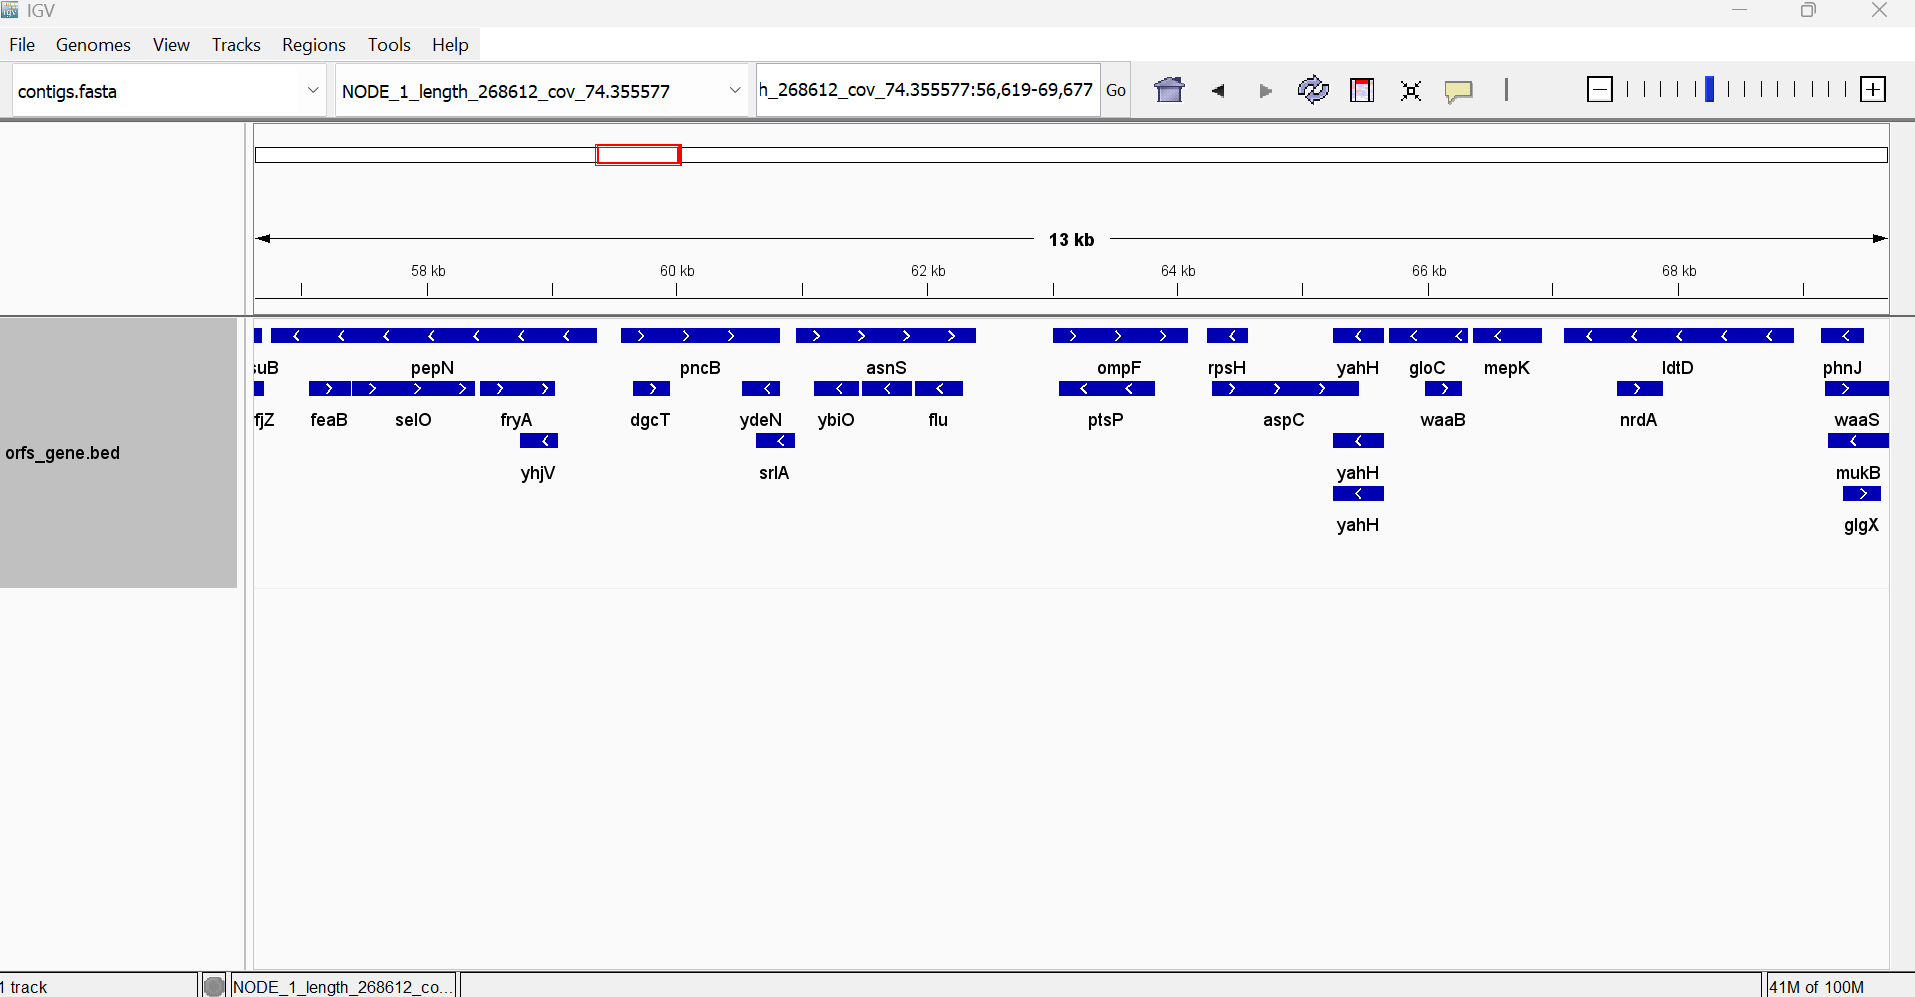 IGV
File Genomes View Tracks Regions Tools Help
contigs.fasta NODE_1_length_268612_cov_74.355577 h_268612_cov_74.355577:56,619-69,677 Go
13 kb
58 kb 60 kb 62 kb 64 kb 66 kb 68 kb
suB pepN pncB asnS ompF rpsH yahH gloC mepK ldtD phnJ
fjZ feaB selO fryA dgcT ydeN ybiO flu ptsP aspC waaB nrdA waaS
orfs_gene.bed
yhjV srlA yahH mukB
yahH glgX
1 track NODE_1_length_268612_co... 41M of 100M